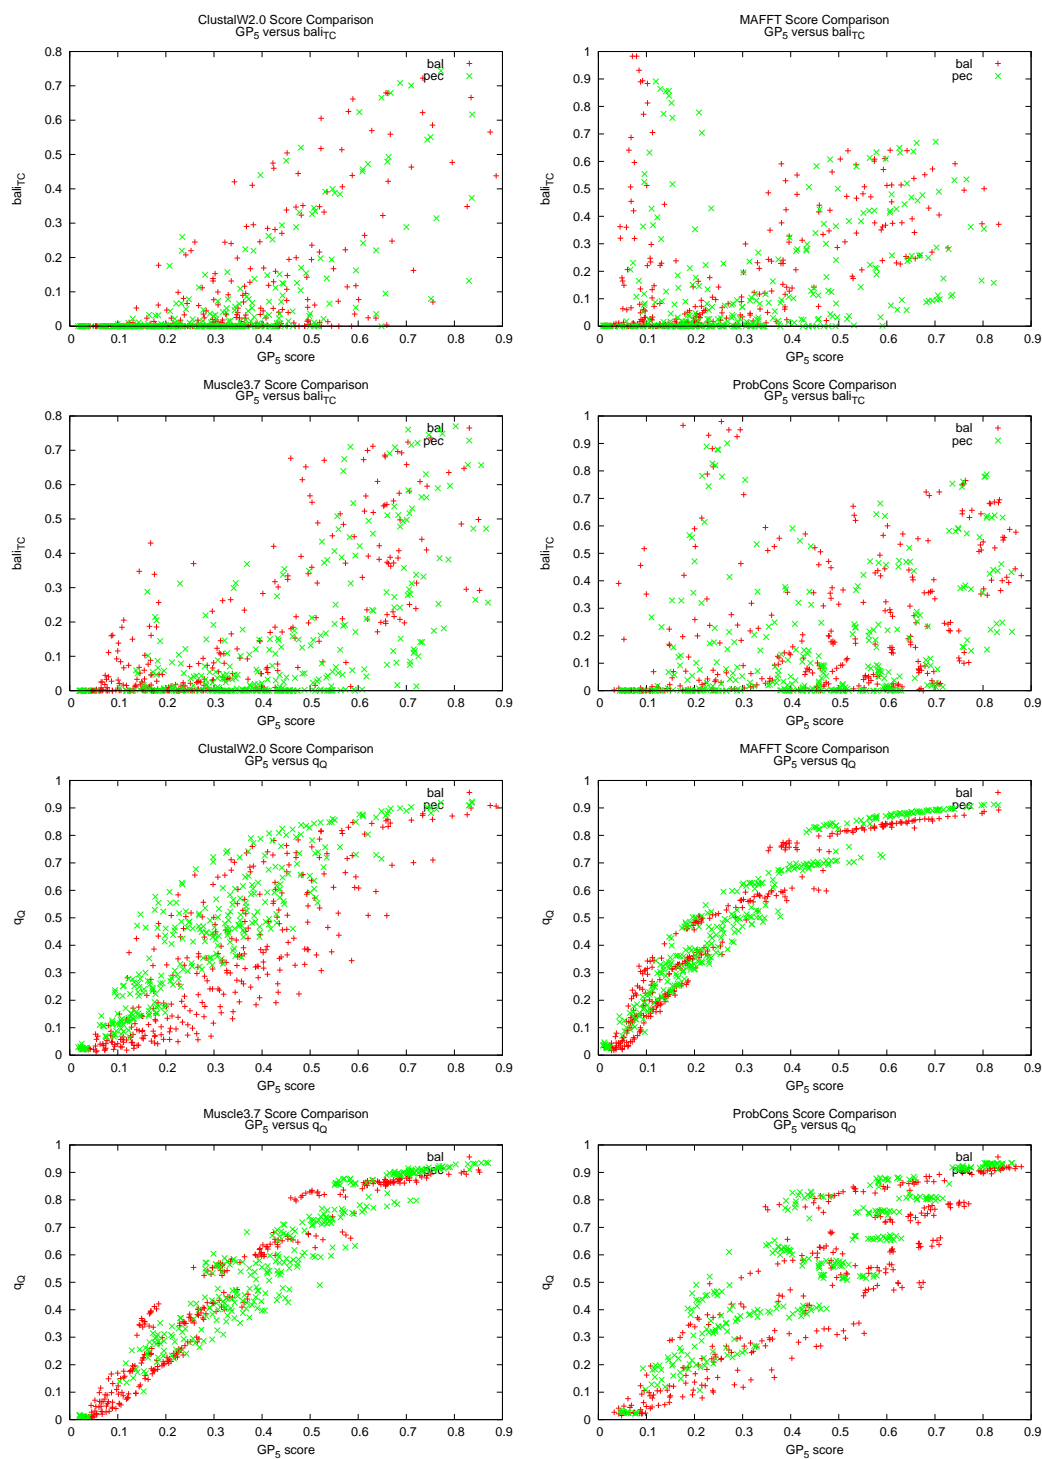 ClustalW2.0 Score Comparison
GP5 versus baliTC
0.8
0.7
0.6
0.5
0.4
0.3
0.2
0.1
0
0 0.1 0.2 0.3 0.4 0.5 0.6 0.7 0.8 0.9
baliTC
GP5 score
bal
pec
MAFFT Score Comparison
GP5 versus baliTC
1
0.9
0.8
0.7
0.6
0.5
0.4
0.3
0.2
0.1
0
0 0.1 0.2 0.3 0.4 0.5 0.6 0.7 0.8 0.9
baliTC
GP5 score
bal
pec
Muscle3.7 Score Comparison
GP5 versus baliTC
0.8
0.7
0.6
0.5
0.4
0.3
0.2
0.1
0
0 0.1 0.2 0.3 0.4 0.5 0.6 0.7 0.8 0.9
baliTC
GP5 score
bal
pec
ProbCons Score Comparison
GP5 versus baliTC
1
0.9
0.8
0.7
0.6
0.5
0.4
0.3
0.2
0.1
0
0 0.1 0.2 0.3 0.4 0.5 0.6 0.7 0.8 0.9
baliTC
GP5 score
bal
pec
ClustalW2.0 Score Comparison
GP5 versus qQ
1
0.9
0.8
0.7
0.6
0.5
0.4
0.3
0.2
0.1
0
0 0.1 0.2 0.3 0.4 0.5 0.6 0.7 0.8 0.9
qQ
GP5 score
bal
pec
MAFFT Score Comparison
GP5 versus qQ
1
0.9
0.8
0.7
0.6
0.5
0.4
0.3
0.2
0.1
0
0 0.1 0.2 0.3 0.4 0.5 0.6 0.7 0.8 0.9
qQ
GP5 score
bal
pec
Muscle3.7 Score Comparison
GP5 versus qQ
1
0.9
0.8
0.7
0.6
0.5
0.4
0.3
0.2
0.1
0
0 0.1 0.2 0.3 0.4 0.5 0.6 0.7 0.8 0.9
qQ
GP5 score
bal
pec
ProbCons Score Comparison
GP5 versus qQ
1
0.9
0.8
0.7
0.6
0.5
0.4
0.3
0.2
0.1
0
0 0.1 0.2 0.3 0.4 0.5 0.6 0.7 0.8 0.9
qQ
GP5 score
bal
pec